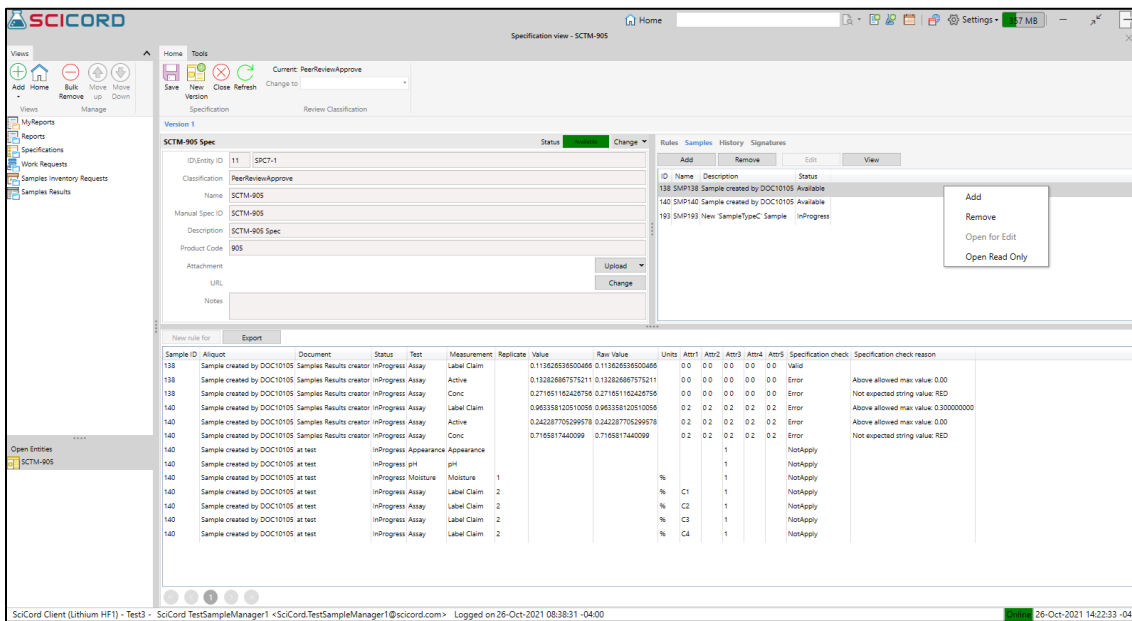 SCICORD
Home
Settings
357 MB
Specification view - SCTM-905
Views
Home Tools
Add Home Bulk Remove Move up Move Down
Views Manage
Save New Version Close Refresh
Current: PeerReviewApprove
Change to
Specification Review Classification
MyReports
Reports
Specifications
Work Requests
Samples Inventory Requests
Samples Results
Version 1
SCTM-905 Spec Status Available Change
ID\Entity ID 11 SPC7-1
Classification PeerReviewApprove
Name SCTM-905
Manual Spec ID SCTM-905
Description SCTM-905 Spec
Product Code 905
Attachment Upload
URL Change
Notes
Rules Samples History Signatures
Add Remove Edit View
ID Name Description Status
138 SMP138 Sample created by DOC10105 Available
140 SMP140 Sample created by DOC10105 Available
193 SMP193 New 'SampleTypeC' Sample InProgress
Add
Remove
Open for Edit
Open Read Only
New rule for Export
Sample ID Aliquot Document Status Test Measurement Replicate Value Raw Value Units Attr1 Attr2 Attr3 Attr4 Attr5 Specification check Specification check reason
138 Sample created by DOC10105 Samples Results creator InProgress Assay Label Claim 0.113626536500466 0.113626536500466 0 0 0 0 0 0 0 0 0 0 Valid
138 Sample created by DOC10105 Samples Results creator InProgress Assay Active 0.132826867575211 0.132826867575211 0 0 0 0 0 0 0 0 0 0 Error Above allowed max value: 0.00
138 Sample created by DOC10105 Samples Results creator InProgress Assay Conc 0.271651162426756 0.271651162426756 0 0 0 0 0 0 0 0 0 0 Error Not expected string value: RED
140 Sample created by DOC10105 Samples Results creator InProgress Assay Label Claim 0.963358120510056 0.963358120510056 0 2 0 2 0 2 0 2 0 2 Error Above allowed max value: 0.300000000
140 Sample created by DOC10105 Samples Results creator InProgress Assay Active 0.242287705299578 0.242287705299578 0 2 0 2 0 2 0 2 0 2 Error Above allowed max value: 0.00
140 Sample created by DOC10105 Samples Results creator InProgress Assay Conc 0.7165817440099 0.7165817440099 0 2 0 2 0 2 0 2 0 2 Error Not expected string value: RED
140 Sample created by DOC10105 at test InProgress Appearance Appearance 1 NotApply
140 Sample created by DOC10105 at test InProgress pH pH 1 NotApply
140 Sample created by DOC10105 at test InProgress Moisture Moisture 1 % 1 NotApply
140 Sample created by DOC10105 at test InProgress Assay Label Claim 2 % C1 1 NotApply
140 Sample created by DOC10105 at test InProgress Assay Label Claim 2 % C2 1 NotApply
140 Sample created by DOC10105 at test InProgress Assay Label Claim 2 % C3 1 NotApply
140 Sample created by DOC10105 at test InProgress Assay Label Claim 2 % C4 1 NotApply
Open Entities
SCTM-905
1
SciCord Client (Lithium HF1) - Test3 - SciCord TestSampleManager1 <SciCord.TestSampleManager1@scicord.com> Logged on 26-Oct-2021 08:38:31 -04:00
Online 26-Oct-2021 14:22:33 -04